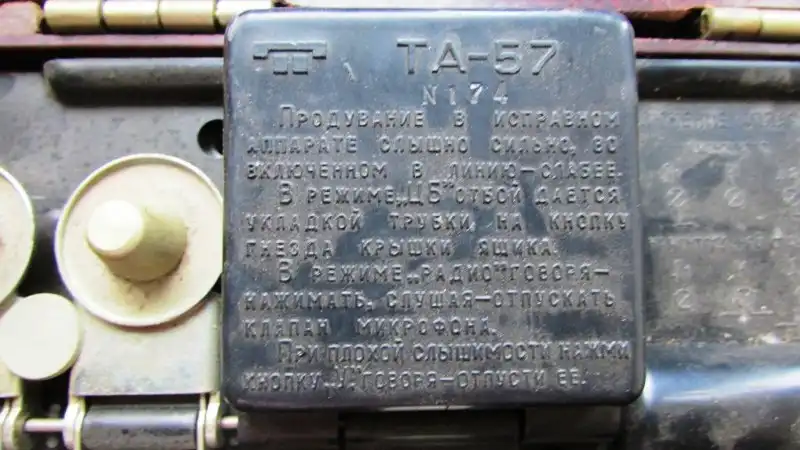 ТА-57
N174
ПРОДУВАНИЕ В ИСПРАВНОМ
АППАРАТЕ СЛЫШНО СИЛЬНО, ВО
ВКЛЮЧЕННОМ В ЛИНИЮ-СЛАБЕЕ.
В РЕЖИМЕ „ЦБ" ОТБОЙ ДАЕТСЯ
УКЛАДКОЙ ТРУБКИ НА КНОПКУ
ГНЕЗДА КРЫШКИ ЯЩИКА.
В РЕЖИМЕ „РАДИО" ГОВОРЯ-
НАЖИМАТЬ, СЛУШАЯ-ОТПУСКАТЬ
КЛАПАН МИКРОФОНА.
ПРИ ПЛОХОЙ СЛЫШИМОСТИ НАЖМИ
КНОПКУ „У" ГОВОРЯ-ОТПУСТИ ЕЕ.